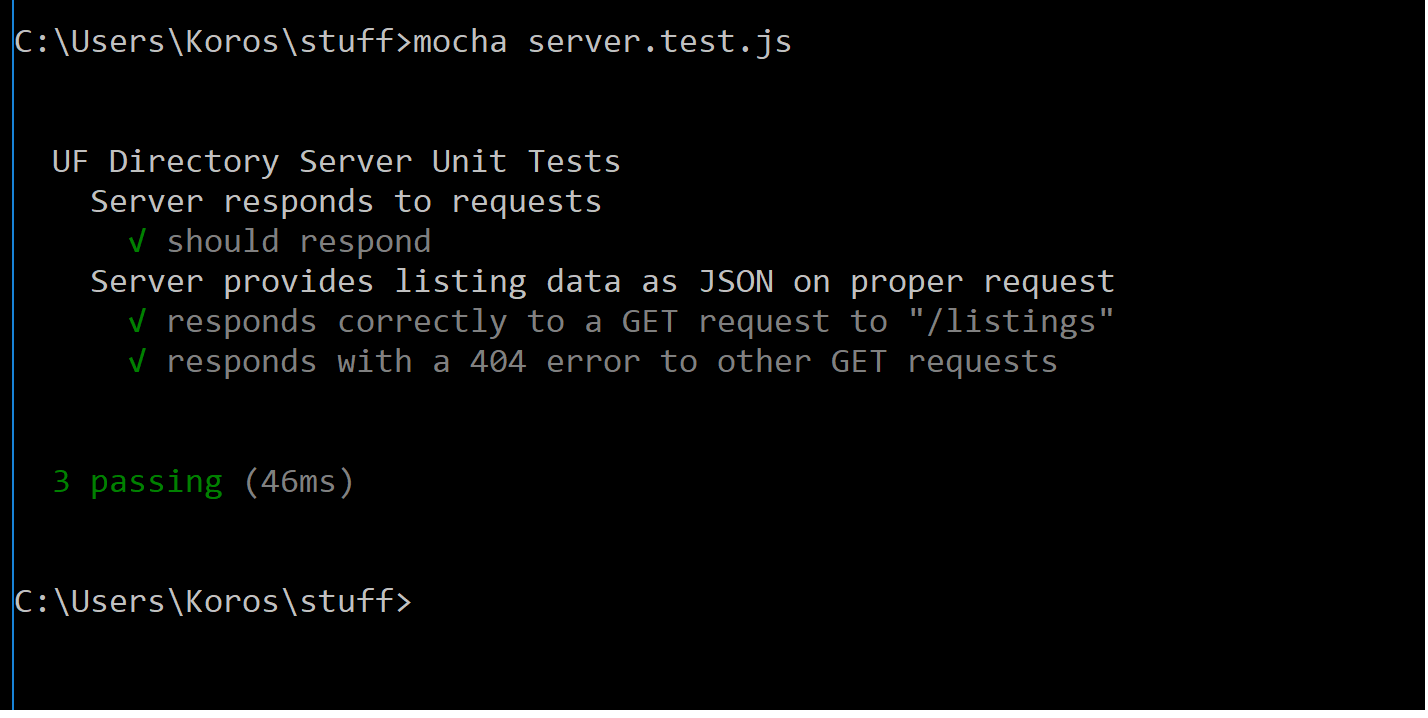 C:\Users\Koros\stuff>mocha server.test.js
UF Directory Server Unit Tests
Server responds to requests
√ should respond
Server provides listing data as JSON on proper request
√ responds correctly to a GET request to "/listings"
√ responds with a 404 error to other GET requests
3 passing (46ms)
C:\Users\Koros\stuff>